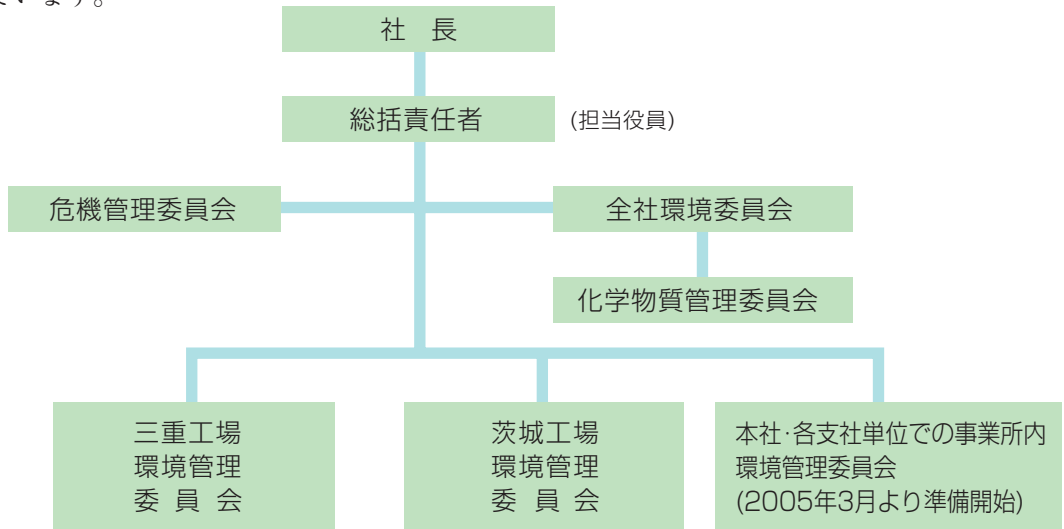 います。
社 長
総括責任者
(担当役員)
危機管理委員会
全社環境委員会
化学物質管理委員会
三重工場
環境管理
委 員 会
茨城工場
環境管理
委 員 会
本社·各支社単位での事業所内
環境管理委員会
(2005年3月より準備開始)